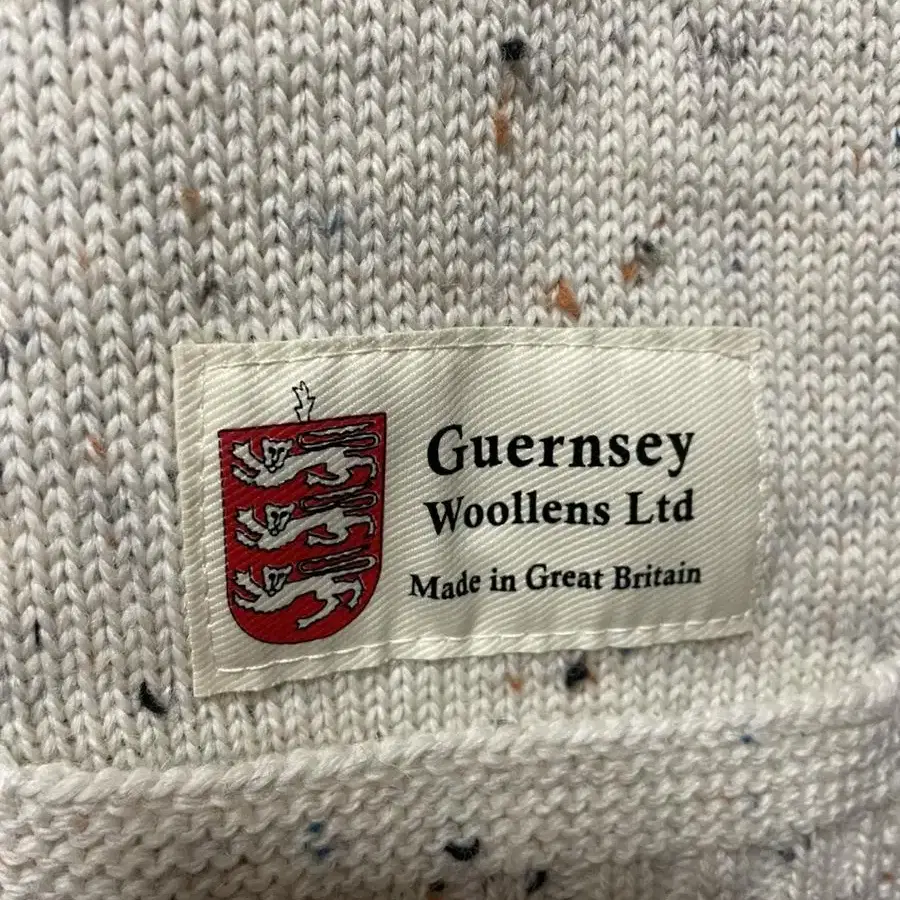 Guernsey
Woollens Ltd
Made in Great Britain